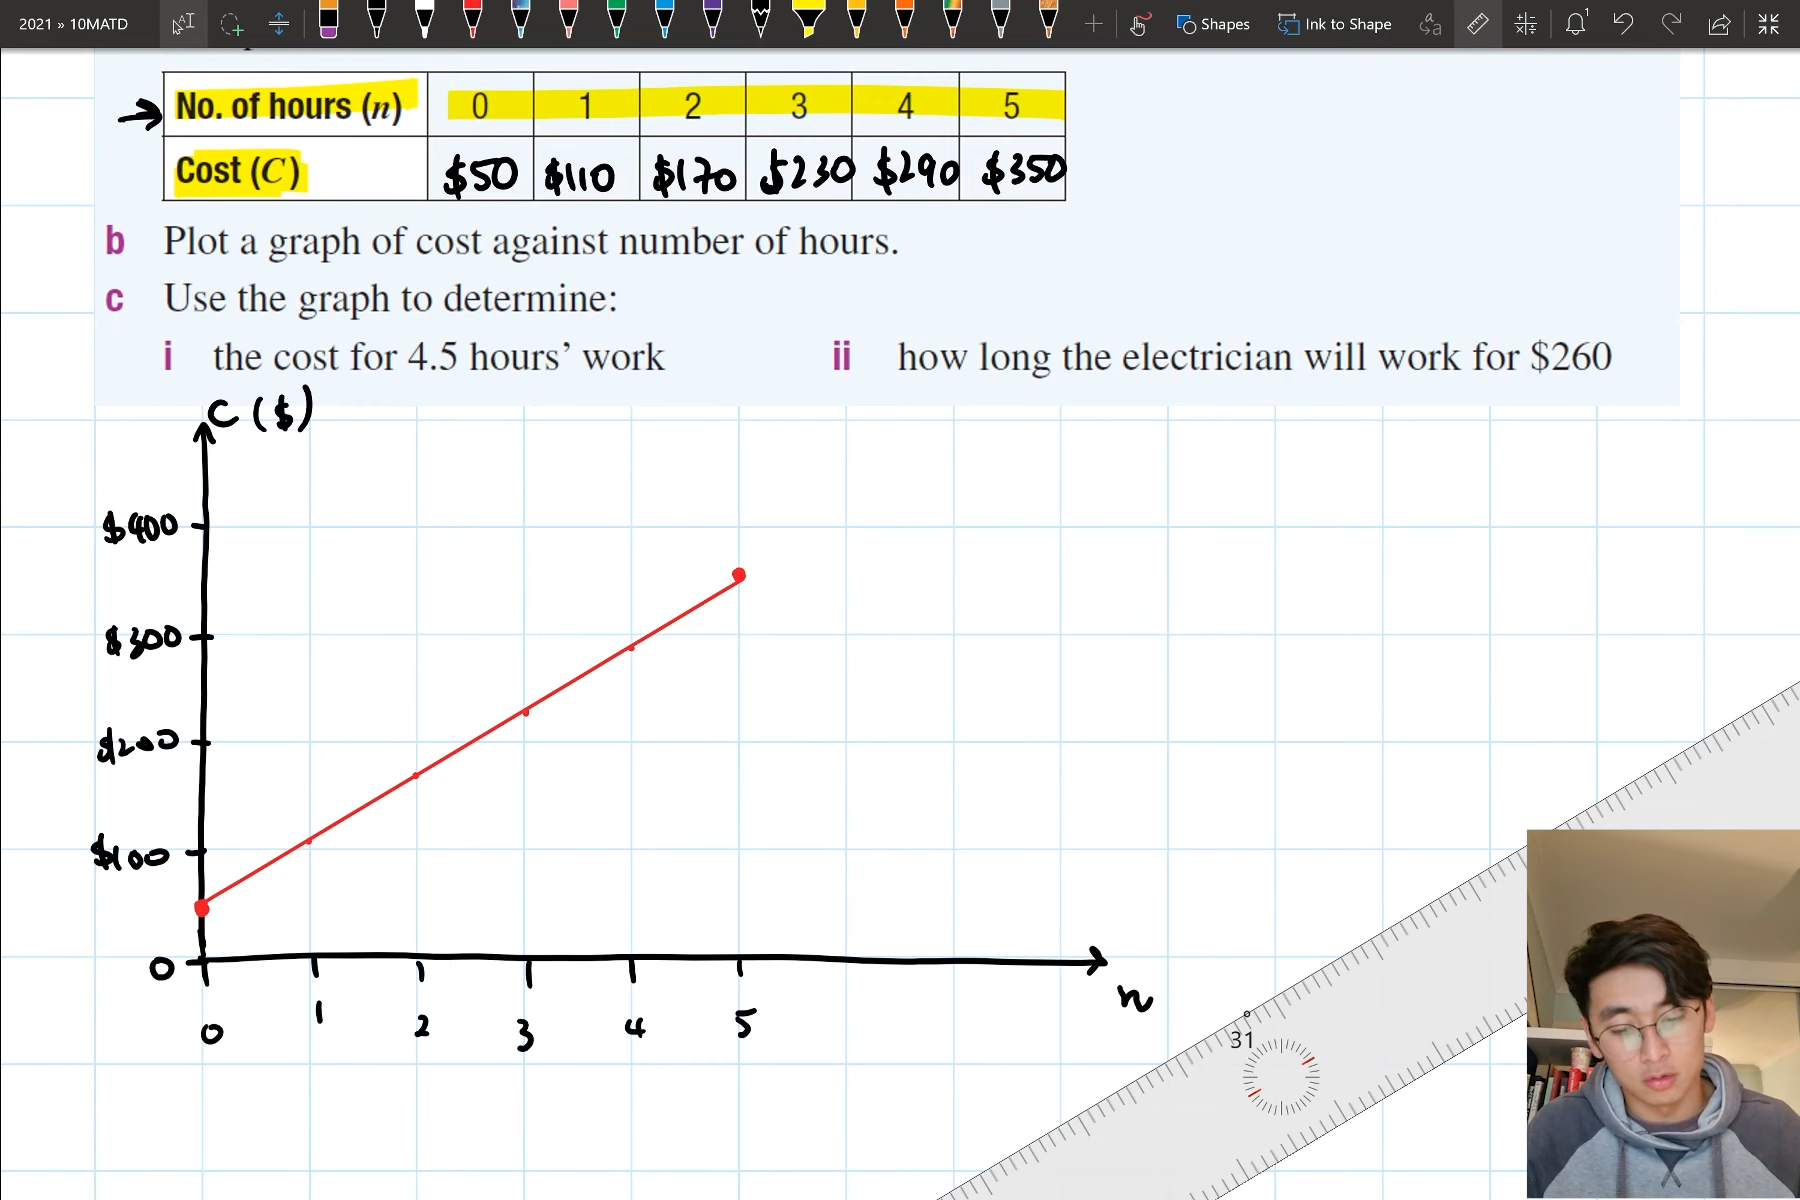 2021 » 10MATD Shapes Ink to Shape 1
No. of hours (n) 0 1 2 3 4 5
Cost (C) $50 $110 $170 $230 $290 $350
b Plot a graph of cost against number of hours.
c Use the graph to determine:
i the cost for 4.5 hours’ work ii how long the electrician will work for $260
C ($)
$400
$300
$200
$100
0
n
0 1 2 3 4 5
31°